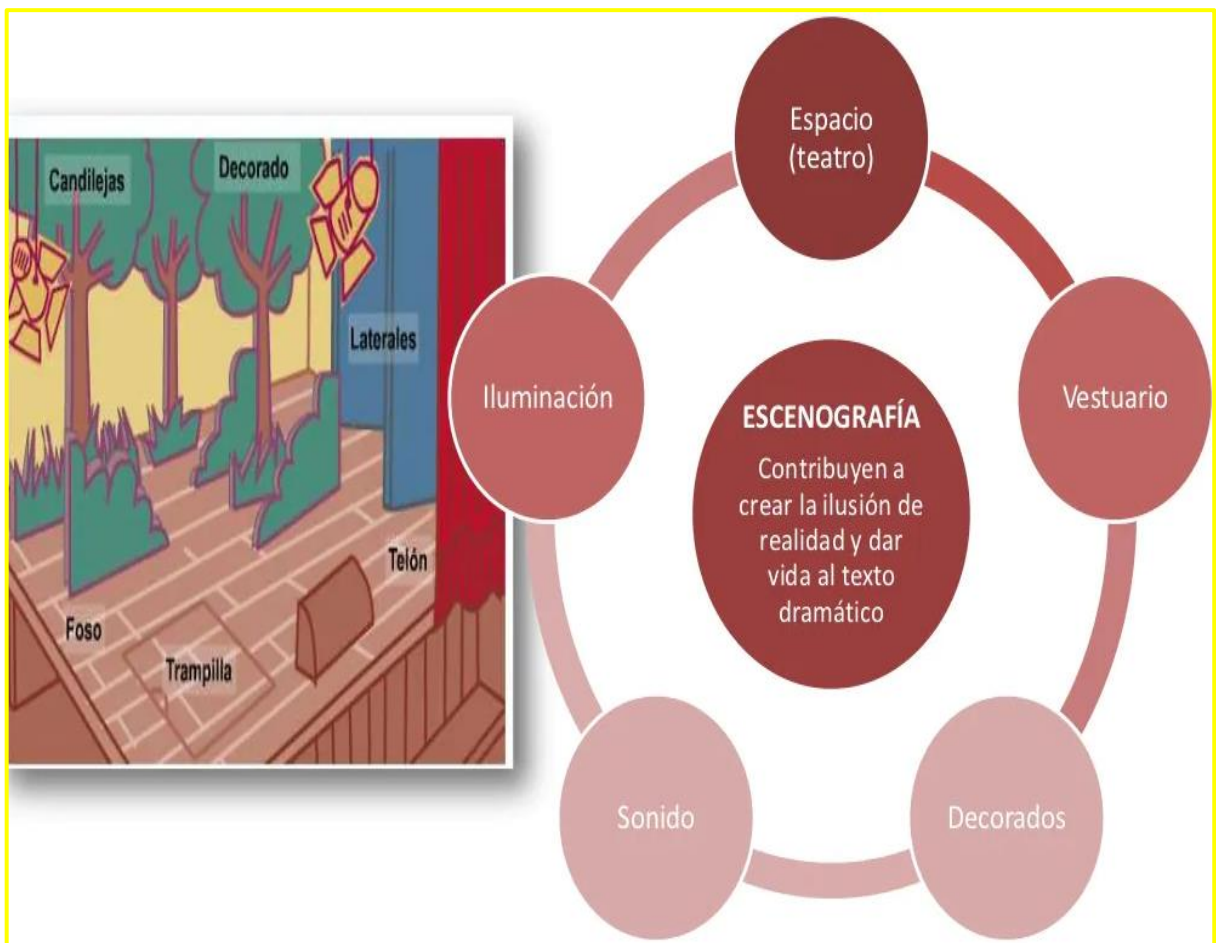 Candilejas
Decorado
Laterales
Telón
Foso
Trampilla
Espacio
(teatro)
Iluminación
Vestuario
ESCENOGRAFÍA
Contribuyen a
crear la ilusión de
realidad y dar
vida al texto
dramático
Sonido
Decorados